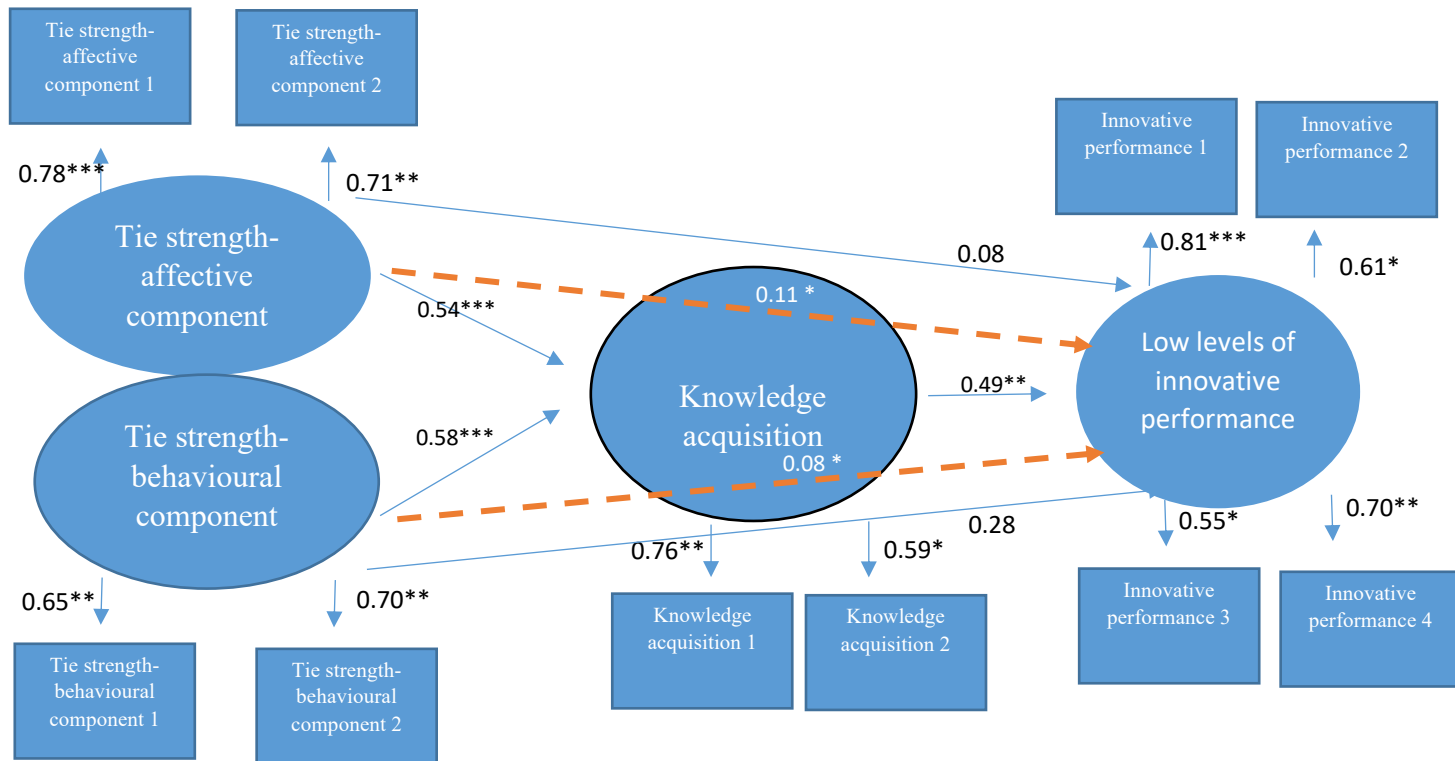 Tie strength-
affective
component 1
Tie strength-
affective
component 2
0.78***
0.71**
Tie strength-
affective
component
Tie strength-
behavioural
component
0.65**
0.70**
Tie strength-
behavioural
component 1
Tie strength-
behavioural
component 2
0.54***
0.58***
0.11 *
0.08
Knowledge
acquisition
0.08 *
0.49**
0.28
0.76**
0.59*
Knowledge
acquisition 1
Knowledge
acquisition 2
Innovative
performance 1
Innovative
performance 2
0.81***
0.61*
Low levels of
innovative
performance
0.55*
0.70**
Innovative
performance 3
Innovative
performance 4